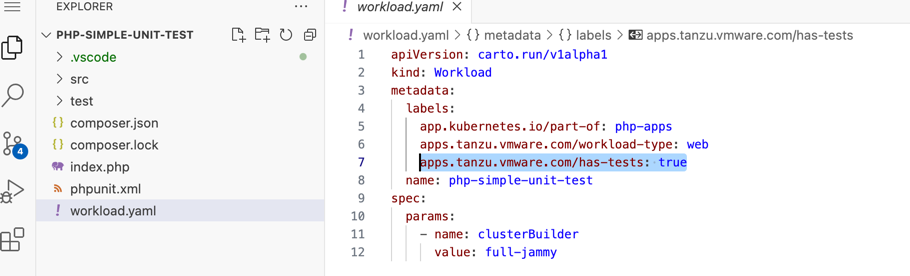 EXPLORER
PHP-SIMPLE-UNIT-TEST
.vscode
src
test
composer.json
composer.lock
index.php
phpunit.xml
workload.yaml
4
workload.yaml
workload.yaml > {} metadata > {} labels > apps.tanzu.vmware.com/has-tests
1 apiVersion: carto.run/v1alpha1
2 kind: Workload
3 metadata:
4 labels:
5 app.kubernetes.io/part-of: php-apps
6 apps.tanzu.vmware.com/workload-type: web
7 apps.tanzu.vmware.com/has-tests: true
8 name: php-simple-unit-test
9 spec:
10 params:
11 - name: clusterBuilder
12 value: full-jammy